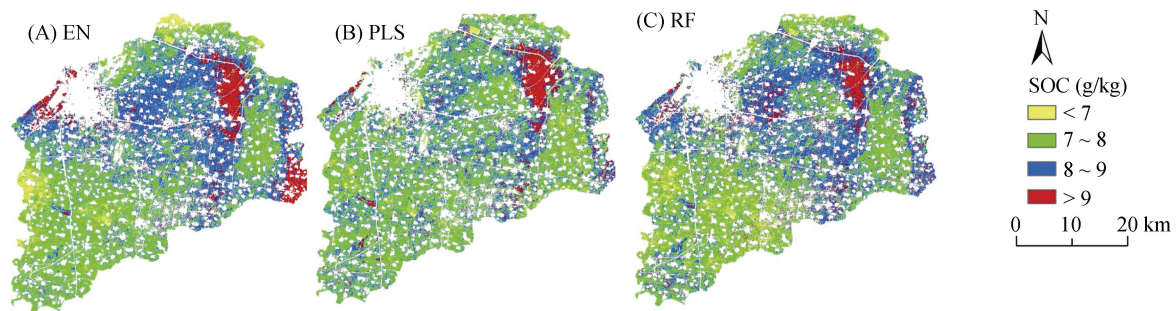 (A) EN
(B) PLS
(C) RF
N
SOC (g/kg)
< 7
7 ~ 8
8 ~ 9
> 9
0 10 20 km